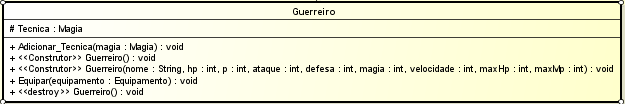 Guerreiro
# Tecnica : Magia
+ Adicionar_Tecnica(magia : Magia) : void
+ <<Construtor>> Guerreiro() : void
+ <<Construtor>> Guerreiro(nome : String, hp : int, p : int, ataque : int, defesa : int, magia : int, velocidade : int, maxHp : int, maxMp : int) : void
+ Equipar(equipamento : Equipamento) : void
+ <<destroy>> Guerreiro() : void